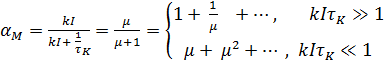 α_M = kI / (kI + 1/τ_K) = μ / (μ+1) = { 1 + 1/μ + ⋯ , kIτ_K ≫ 1
μ + μ² + ⋯ , kIτ_K ≪ 1